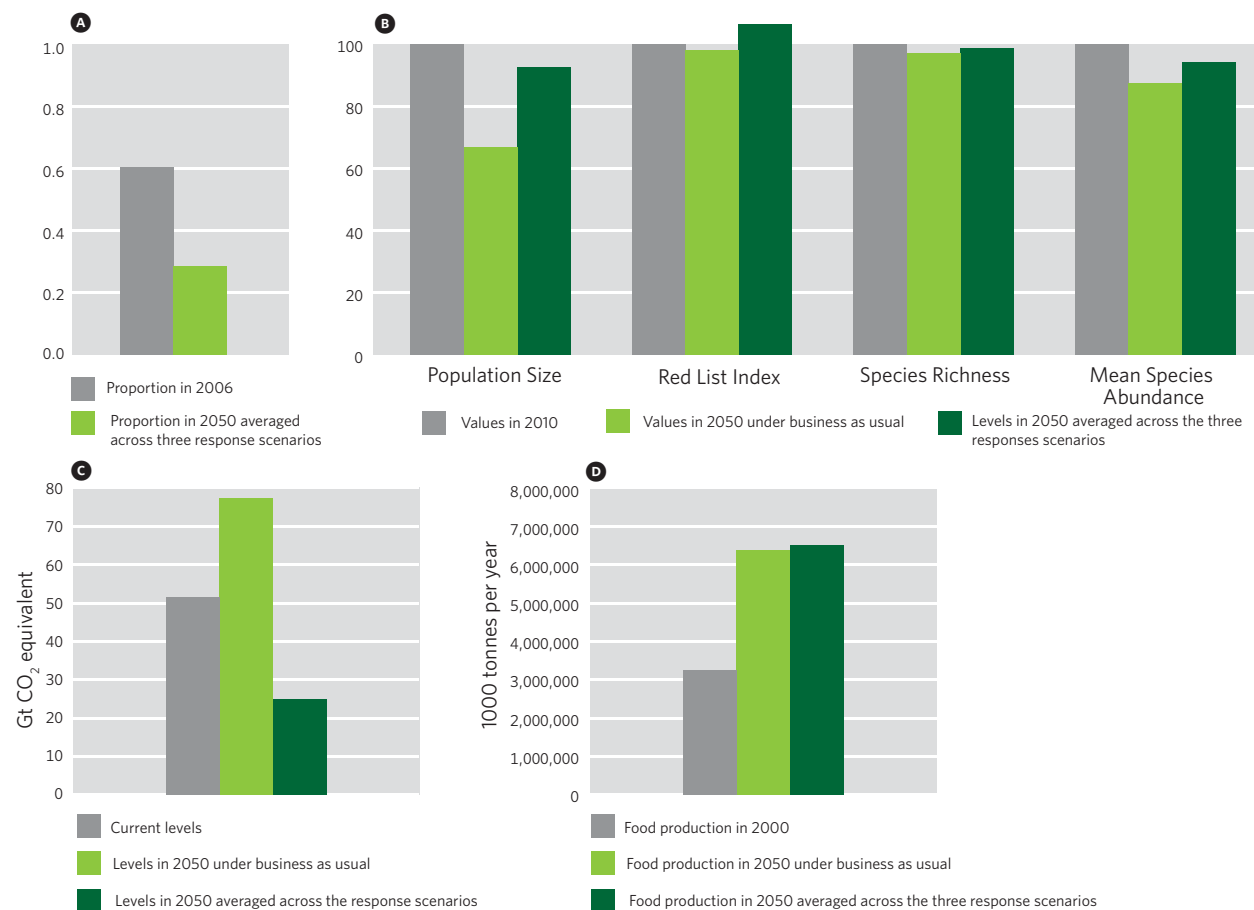 A
1.0
0.8
0.6
0.4
0.2
0.0
Proportion in 2006
Proportion in 2050 averaged
across three response scenarios
B
100
80
60
40
20
0
Population Size
Red List Index
Species Richness
Mean Species
Abundance
Values in 2010
Values in 2050 under business as usual
Levels in 2050 averaged across the three
responses scenarios
C
Gt CO2 equivalent
80
70
60
50
40
30
20
10
0
Current levels
Levels in 2050 under business as usual
Levels in 2050 averaged across the response scenarios
D
1000 tonnes per year
8,000,000
7,000,000
6,000,000
5,000,000
4,000,000
3,000,000
2,000,000
1,000,000
0
Food production in 2000
Food production in 2050 under business as usual
Food production in 2050 averaged across the three response scenarios